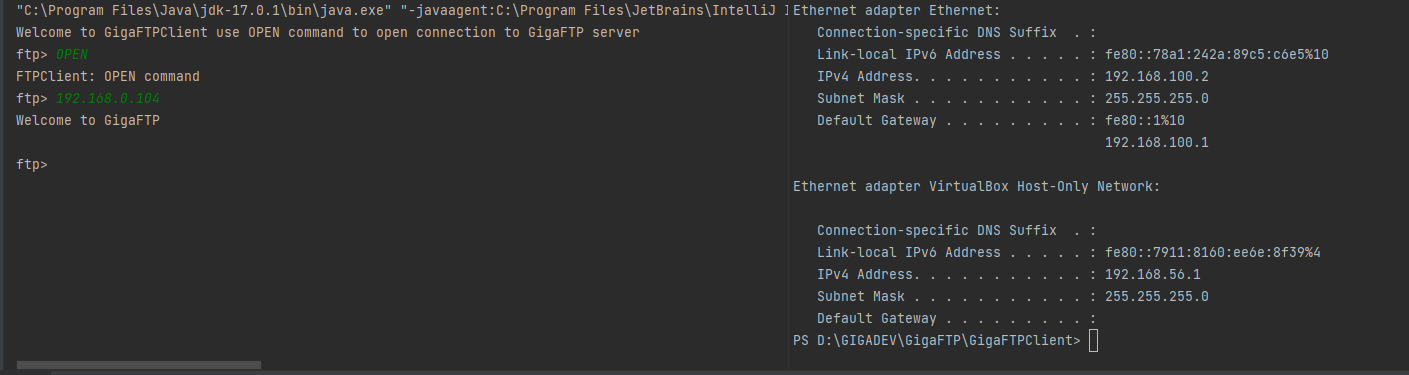 "C:\Program Files\Java\jdk-17.0.1\bin\java.exe" "-javaagent:C:\Program Files\JetBrains\IntelliJ
Welcome to GigaFTPClient use OPEN command to open connection to GigaFTP server
ftp> OPEN
FTPClient: OPEN command
ftp> 192.168.0.104
Welcome to GigaFTP
ftp>
Ethernet adapter Ethernet:
Connection-specific DNS Suffix . :
Link-local IPv6 Address . . . . . : fe80::78a1:242a:89c5:c6e5%10
IPv4 Address. . . . . . . . . . . : 192.168.100.2
Subnet Mask . . . . . . . . . . . : 255.255.255.0
Default Gateway . . . . . . . . . : fe80::1%10
192.168.100.1
Ethernet adapter VirtualBox Host-Only Network:
Connection-specific DNS Suffix . :
Link-local IPv6 Address . . . . . : fe80::7911:8160:ee6e:8f39%4
IPv4 Address. . . . . . . . . . . : 192.168.56.1
Subnet Mask . . . . . . . . . . . : 255.255.255.0
Default Gateway . . . . . . . . . :
PS D:\GIGADEV\GigaFTP\GigaFTPClient>